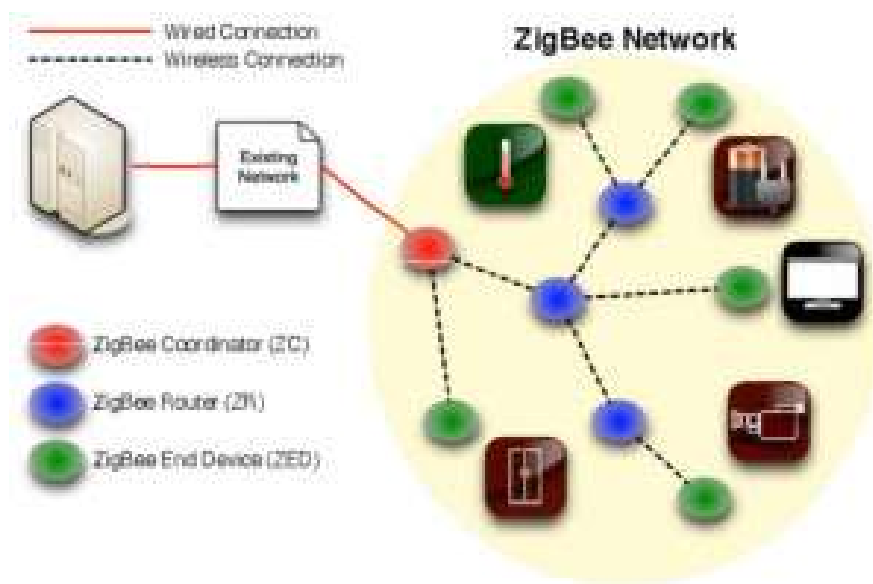 Wired Connection
Wireless Connection
ZigBee Network
Existing
Network
ZigBee Coordinator (ZC)
ZigBee Router (ZR)
ZigBee End Device (ZED)